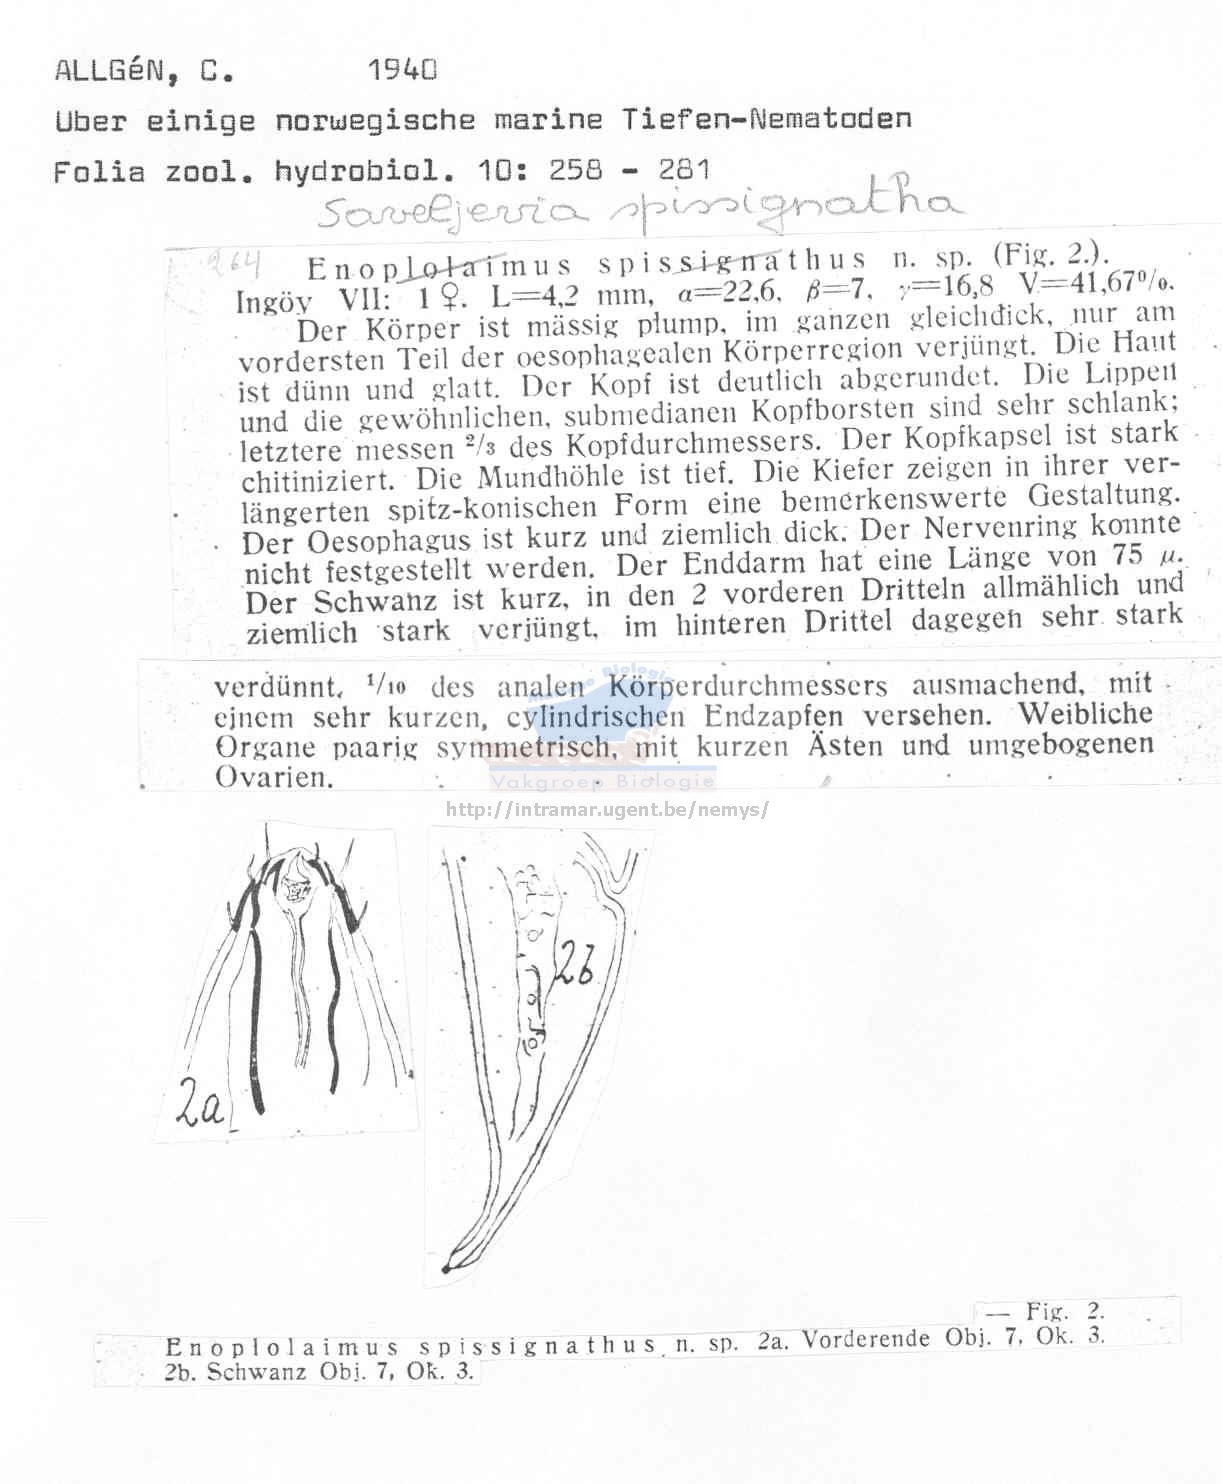 ALLGéN, C. 1940
Uber einige norwegische marine Tiefen-Nematoden
Folia zool. hydrobiol. 10: 258 - 281
Saveljevia spissignatha
264
Enoplolaimus spissignathus n. sp. (Fig. 2.).
Ingöy VII: 1 ♀. L=4,2 mm, α=22,6, β=7, γ=16,8 V=41,67%.
Der Körper ist mässig plump, im ganzen gleichdick, nur am
vordersten Teil der oesophagealen Körperregion verjüngt. Die Haut
ist dünn und glatt. Der Kopf ist deutlich abgerundet. Die Lippen
und die gewöhnlichen, submedianen Kopfborsten sind sehr schlank;
letztere messen 2/3 des Kopfdurchmessers. Der Kopfkapsel ist stark
chitiniziert. Die Mundhöhle ist tief. Die Kiefer zeigen in ihrer ver-
längerten spitz-konischen Form eine bemerkenswerte Gestaltung.
Der Oesophagus ist kurz und ziemlich dick. Der Nervenring konnte
nicht festgestellt werden. Der Enddarm hat eine Länge von 75 μ.
Der Schwanz ist kurz, in den 2 vorderen Dritteln allmählich und
ziemlich stark verjüngt, im hinteren Drittel dagegen sehr stark
verdünnt, 1/10 des analen Körperdurchmessers ausmachend, mit
einem sehr kurzen, cylindrischen Endzapfen versehen. Weibliche
Organe paarig symmetrisch, mit kurzen Ästen und umgebogenen
Ovarien.
Biologie
Vakgroep Biologie
http://intramar.ugent.be/nemys/
2a
2b
— Fig. 2.
Enoplolaimus spissignathus n. sp. 2a. Vorderende Obj. 7, Ok. 3.
2b. Schwanz Obj. 7, Ok. 3.